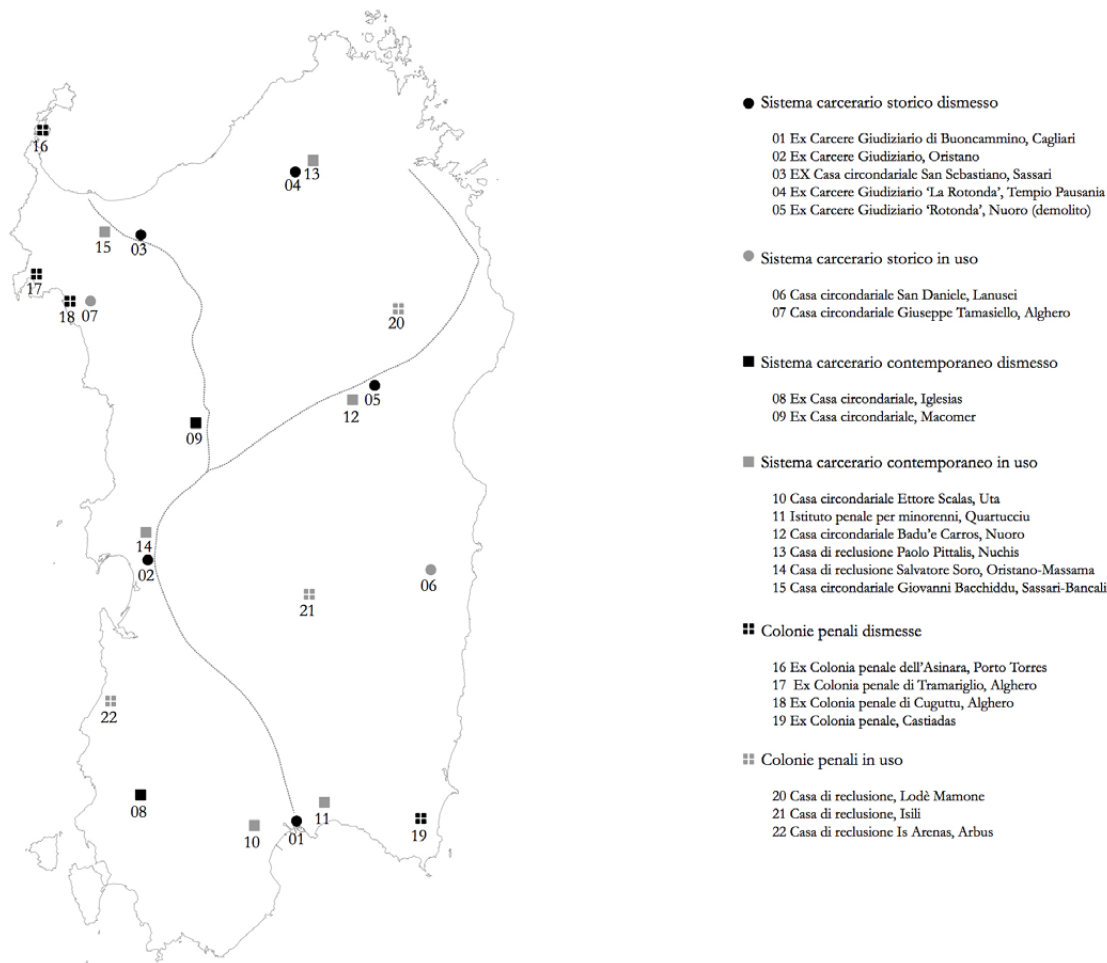 16
04
13
15
03
17
18
07
20
05
12
09
14
02
06
21
22
08
10
01
11
19
Sistema carcerario storico dismesso
01 Ex Carcere Giudiziario di Buoncammino, Cagliari
02 Ex Carcere Giudiziario, Oristano
03 EX Casa circondariale San Sebastiano, Sassari
04 Ex Carcere Giudiziario ‘La Rotonda’, Tempio Pausania
05 Ex Carcere Giudiziario ‘Rotonda’, Nuoro (demolito)
Sistema carcerario storico in uso
06 Casa circondariale San Daniele, Lanusei
07 Casa circondariale Giuseppe Tamasiello, Alghero
Sistema carcerario contemporaneo dismesso
08 Ex Casa circondariale, Iglesias
09 Ex Casa circondariale, Macomer
Sistema carcerario contemporaneo in uso
10 Casa circondariale Ettore Scalas, Uta
11 Istituto penale per minorenni, Quartucciu
12 Casa circondariale Badu’e Carros, Nuoro
13 Casa di reclusione Paolo Pittalis, Nuchis
14 Casa di reclusione Salvatore Soro, Oristano-Massama
15 Casa circondariale Giovanni Bacchiddu, Sassari-Bancali
Colonie penali dismesse
16 Ex Colonia penale dell’Asinara, Porto Torres
17 Ex Colonia penale di Tramariglio, Alghero
18 Ex Colonia penale di Cuguttu, Alghero
19 Ex Colonia penale, Castiadas
Colonie penali in uso
20 Casa di reclusione, Lodè Mamone
21 Casa di reclusione, Isili
22 Casa di reclusione Is Arenas, Arbus